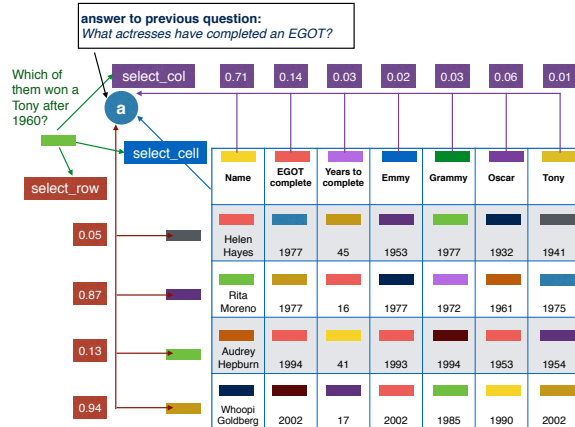 answer to previous question:
What actresses have completed an EGOT?
Which of
them won a
Tony after
1960?
select_col
0.71 0.14 0.03 0.02 0.03 0.06 0.01
a
select_cell
select_row
Name EGOT complete Years to complete Emmy Grammy Oscar Tony
0.05
Helen Hayes 1977 45 1953 1977 1932 1941
0.87
Rita Moreno 1977 16 1977 1972 1961 1975
0.13
Audrey Hepburn 1994 41 1993 1994 1953 1954
0.94
Whoopi Goldberg 2002 17 2002 1985 1990 2002